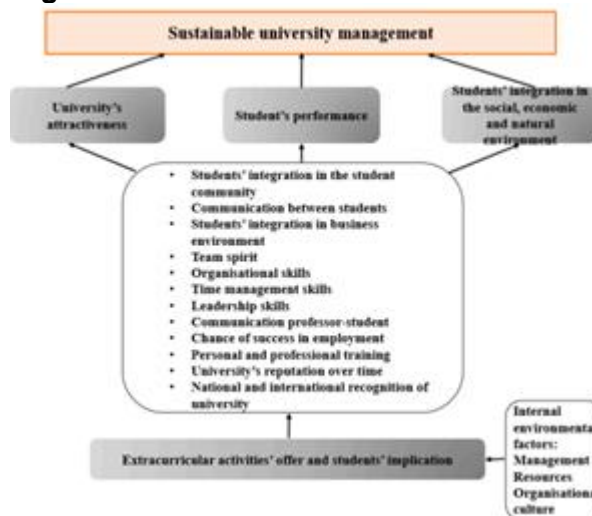 Sustainable university management
University's
attractiveness
Student's performance
Students' integration in
the social, economic
and natural
environment
• Students' integration in the student
community
• Communication between students
• Students' integration in business
environment
• Team spirit
• Organisational skills
• Time management skills
• Leadership skills
• Communication professor-student
• Chance of success in employment
• Personal and professional training
• University's reputation over time
• National and international recognition of
university
Extracurricular activities' offer and students' implication
Internal
environmenta
factors:
Management
Resources
Organisationa
culture